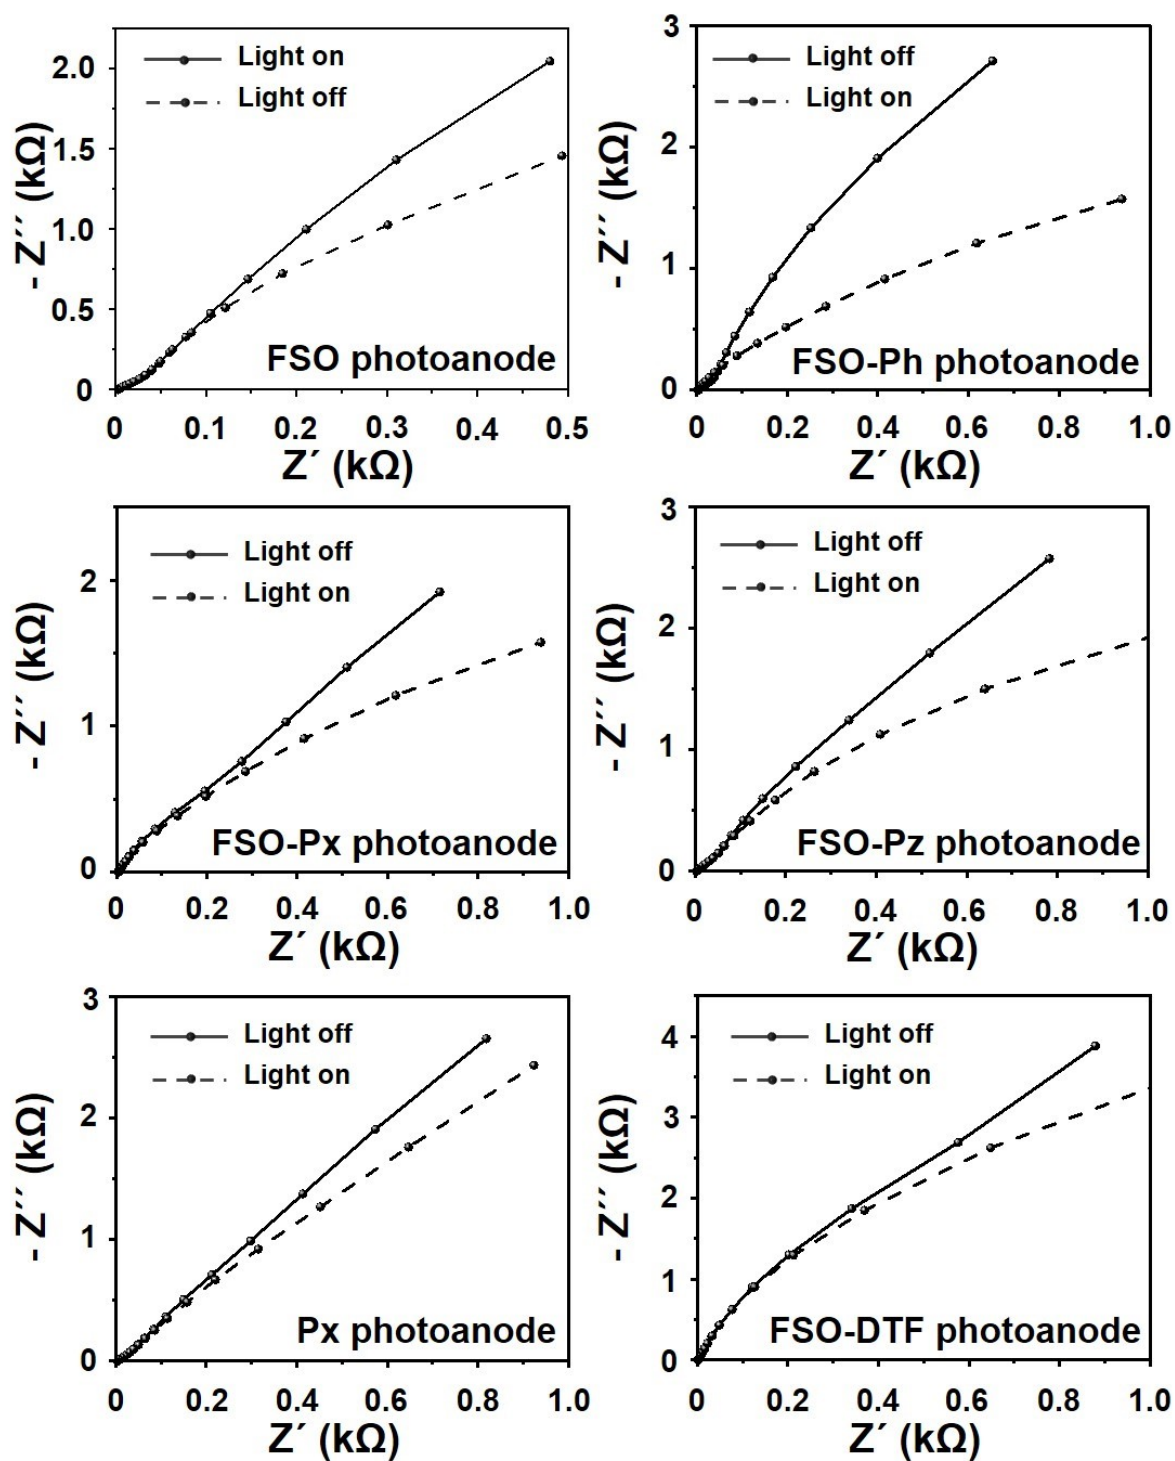 Light on
Light off
2.0
1.5
1.0
0.5
0
- Z´´ (kΩ)
FSO photoanode
0 0.1 0.2 0.3 0.4 0.5
Z´ (kΩ)
Light off
Light on
3
2
1
0
- Z´´ (kΩ)
FSO-Ph photoanode
0 0.2 0.4 0.6 0.8 1.0
Z´ (kΩ)
Light off
Light on
2
1
0
- Z´´ (kΩ)
FSO-Px photoanode
0 0.2 0.4 0.6 0.8 1.0
Z´ (kΩ)
Light off
Light on
3
2
1
0
- Z´´ (kΩ)
FSO-Pz photoanode
0 0.2 0.4 0.6 0.8 1.0
Z´ (kΩ)
Light off
Light on
3
2
1
0
- Z´´ (kΩ)
Px photoanode
0 0.2 0.4 0.6 0.8 1.0
Z´ (kΩ)
Light off
Light on
4
3
2
1
0
- Z´´ (kΩ)
FSO-DTF photoanode
0 0.2 0.4 0.6 0.8 1.0
Z´ (kΩ)